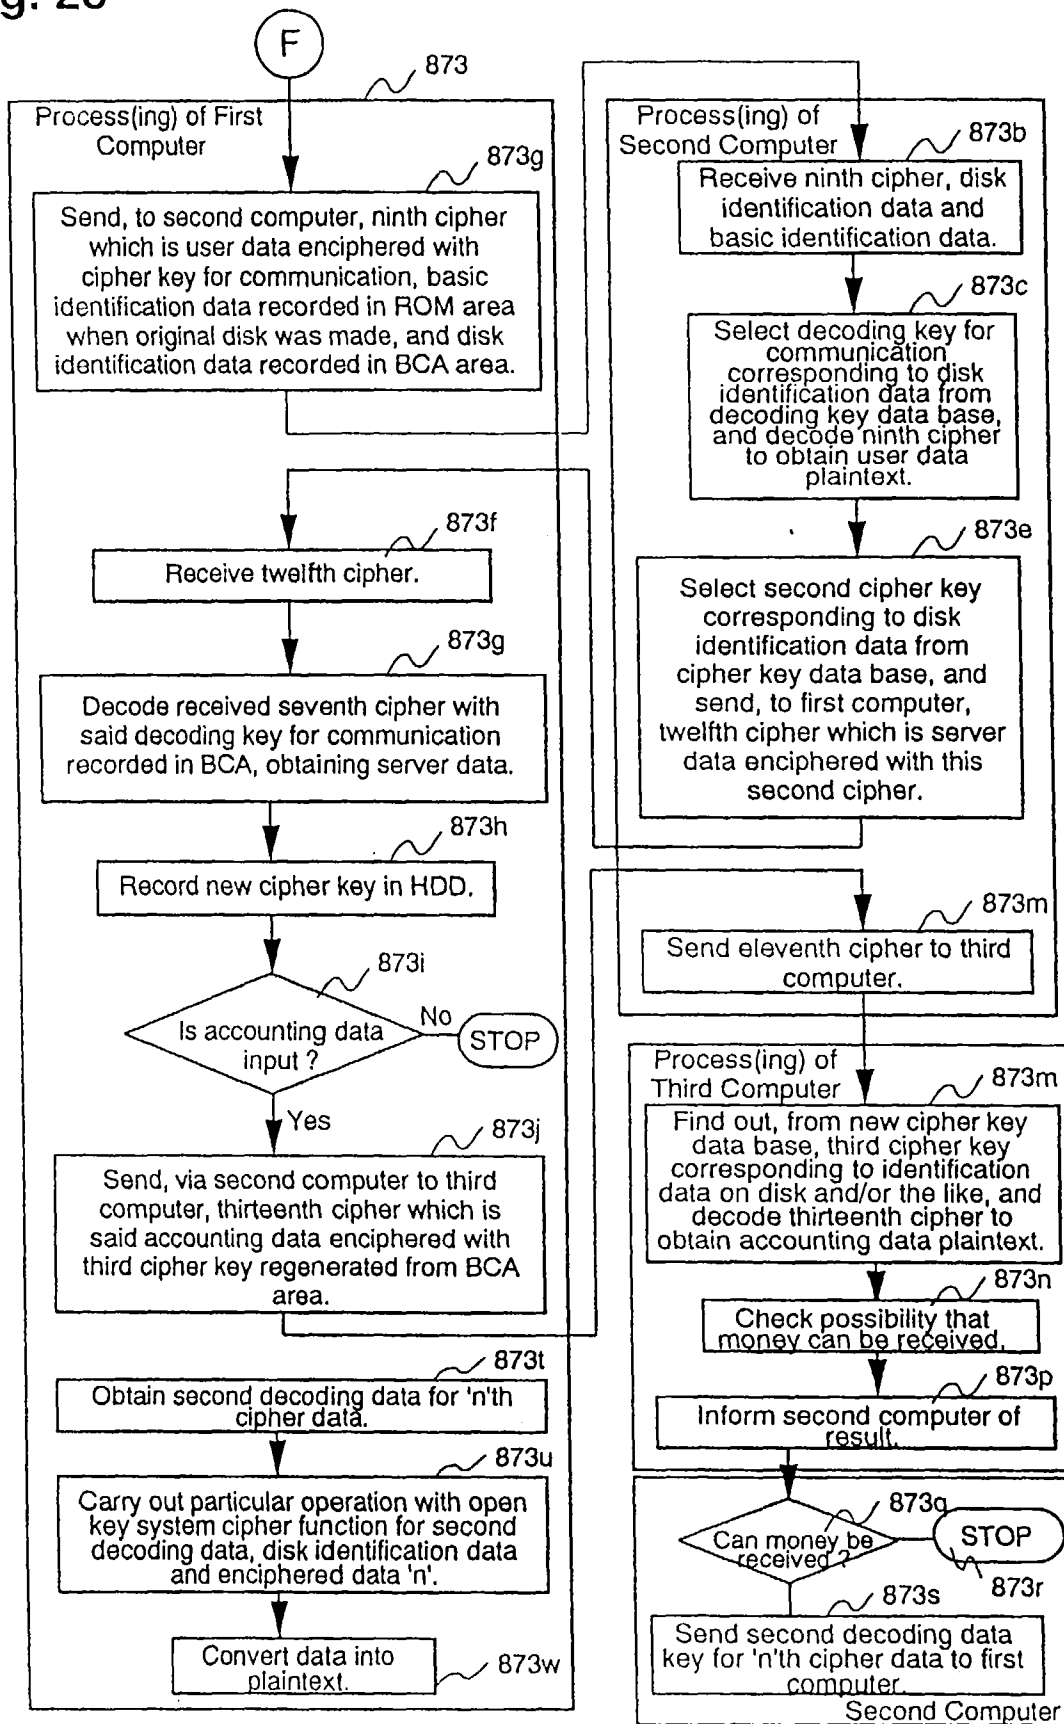 g. 26
F
873
Process(ing) of First
Computer
873g
Send, to second computer, ninth cipher
which is user data enciphered with
cipher key for communication, basic
identification data recorded in ROM area
when original disk was made, and disk
identification data recorded in BCA area.
873f
Receive twelfth cipher.
873g
Decode received seventh cipher with
said decoding key for communication
recorded in BCA, obtaining server data.
873h
Record new cipher key in HDD.
873i
Is accounting data
input ?
No
STOP
Yes
873j
Send, via second computer to third
computer, thirteenth cipher which is
said accounting data enciphered with
third cipher key regenerated from BCA
area.
873t
Obtain second decoding data for 'n'th
cipher data.
873u
Carry out particular operation with open
key system cipher function for second
decoding data, disk identification data
and enciphered data 'n'.
Convert data into
plaintext.
873w
Process(ing) of
Second Computer
873b
Receive ninth cipher, disk
identification data and
basic identification data.
873c
Select decoding key for
communication
corresponding to disk
identification data from
decoding key data base,
and decode ninth cipher
to obtain user data
plaintext.
873e
Select second cipher key
corresponding to disk
identification data from
cipher key data base, and
send, to first computer,
twelfth cipher which is server
data enciphered with this
second cipher.
873m
Send eleventh cipher to third
computer.
Process(ing) of
Third Computer
873m
Find out, from new cipher key
data base, third cipher key
corresponding to identification
data on disk and/or the like, and
decode thirteenth cipher to
obtain accounting data plaintext.
873n
Check possibility that
money can be received.
873p
Inform second computer of
result.
873q
Can money be
received ?
STOP
873r
873s
Send second decoding data
key for 'n'th cipher data to first
computer.
Second Computer